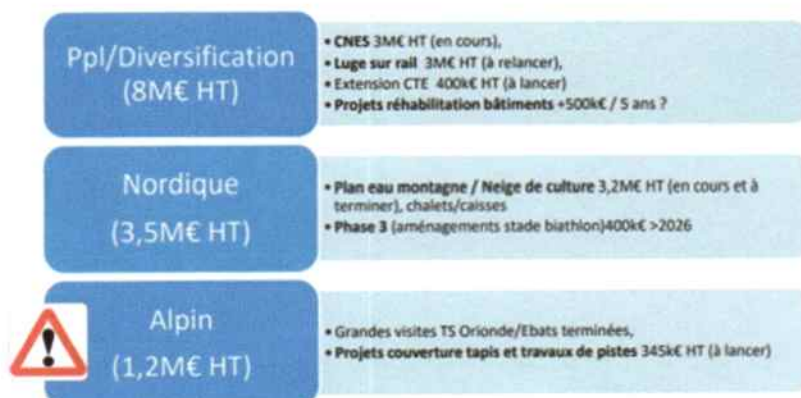 Ppl/Diversification
(8M€ HT)
• CNES 3M€ HT (en cours),
• Luge sur rail 3M€ HT (à relancer),
• Extension CTE 400k€ HT (à lancer)
• Projets réhabilitation bâtiments +500k€ / 5 ans ?
Nordique
(3,5M€ HT)
• Plan eau montagne / Neige de culture 3,2M€ HT (en cours et à
terminer), chalets/caisses
• Phase 3 (aménagements stade biathlon)400k€ >2026
!
Alpin
(1,2M€ HT)
• Grandes visites TS Orionde/Ebats terminées,
• Projets couverture tapis et travaux de pistes 345k€ HT (à lancer)